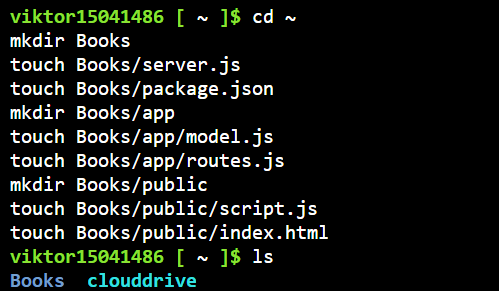 viktor15041486 [ ~ ]$ cd ~
mkdir Books
touch Books/server.js
touch Books/package.json
mkdir Books/app
touch Books/app/model.js
touch Books/app/routes.js
mkdir Books/public
touch Books/public/script.js
touch Books/public/index.html
viktor15041486 [ ~ ]$ ls
Books  clouddrive